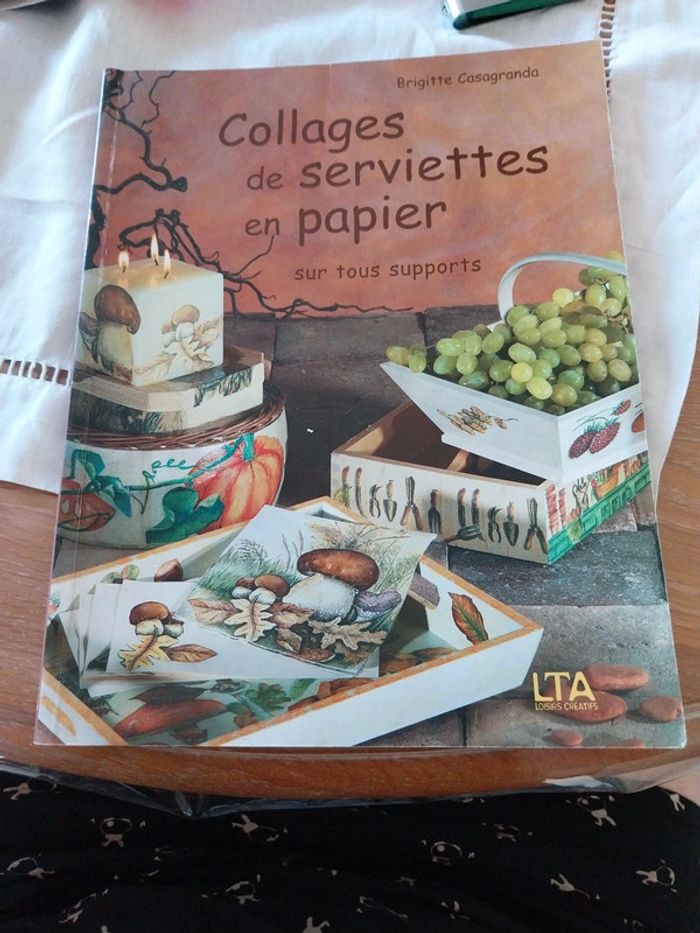 Brigitte Casagranda
Collages
de serviettes
en papier
sur tous supports
LTA
LOISIRS CRÉATIFS